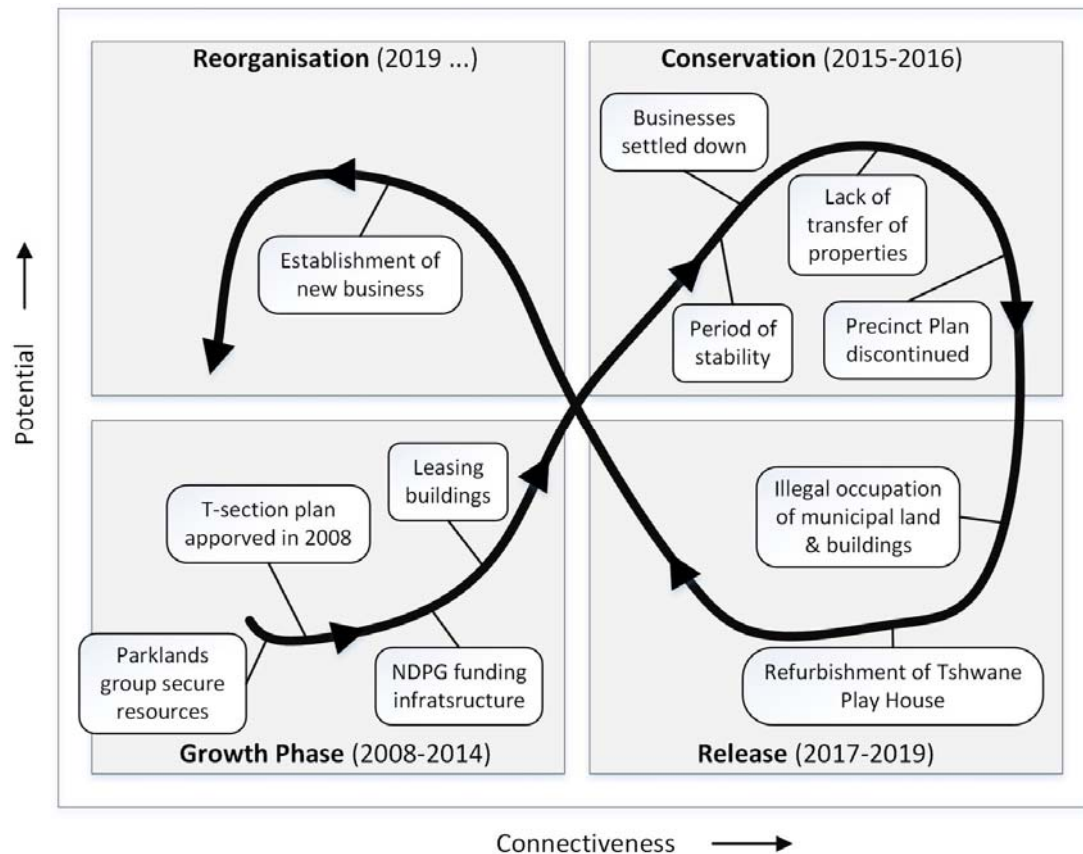 Reorganisation (2019 ...)
Conservation (2015-2016)
Businesses
settled down
Lack of
transfer of
properties
Establishment of
new business
Period of
stability
Precinct Plan
discontinued
Potential
Leasing
buildings
T-section plan
apporved in 2008
Illegal occupation
of municipal land
& buildings
Parklands
group secure
resources
NDPG funding
infratsructure
Refurbishment of Tshwane
Play House
Growth Phase (2008-2014)
Release (2017-2019)
Connectiveness